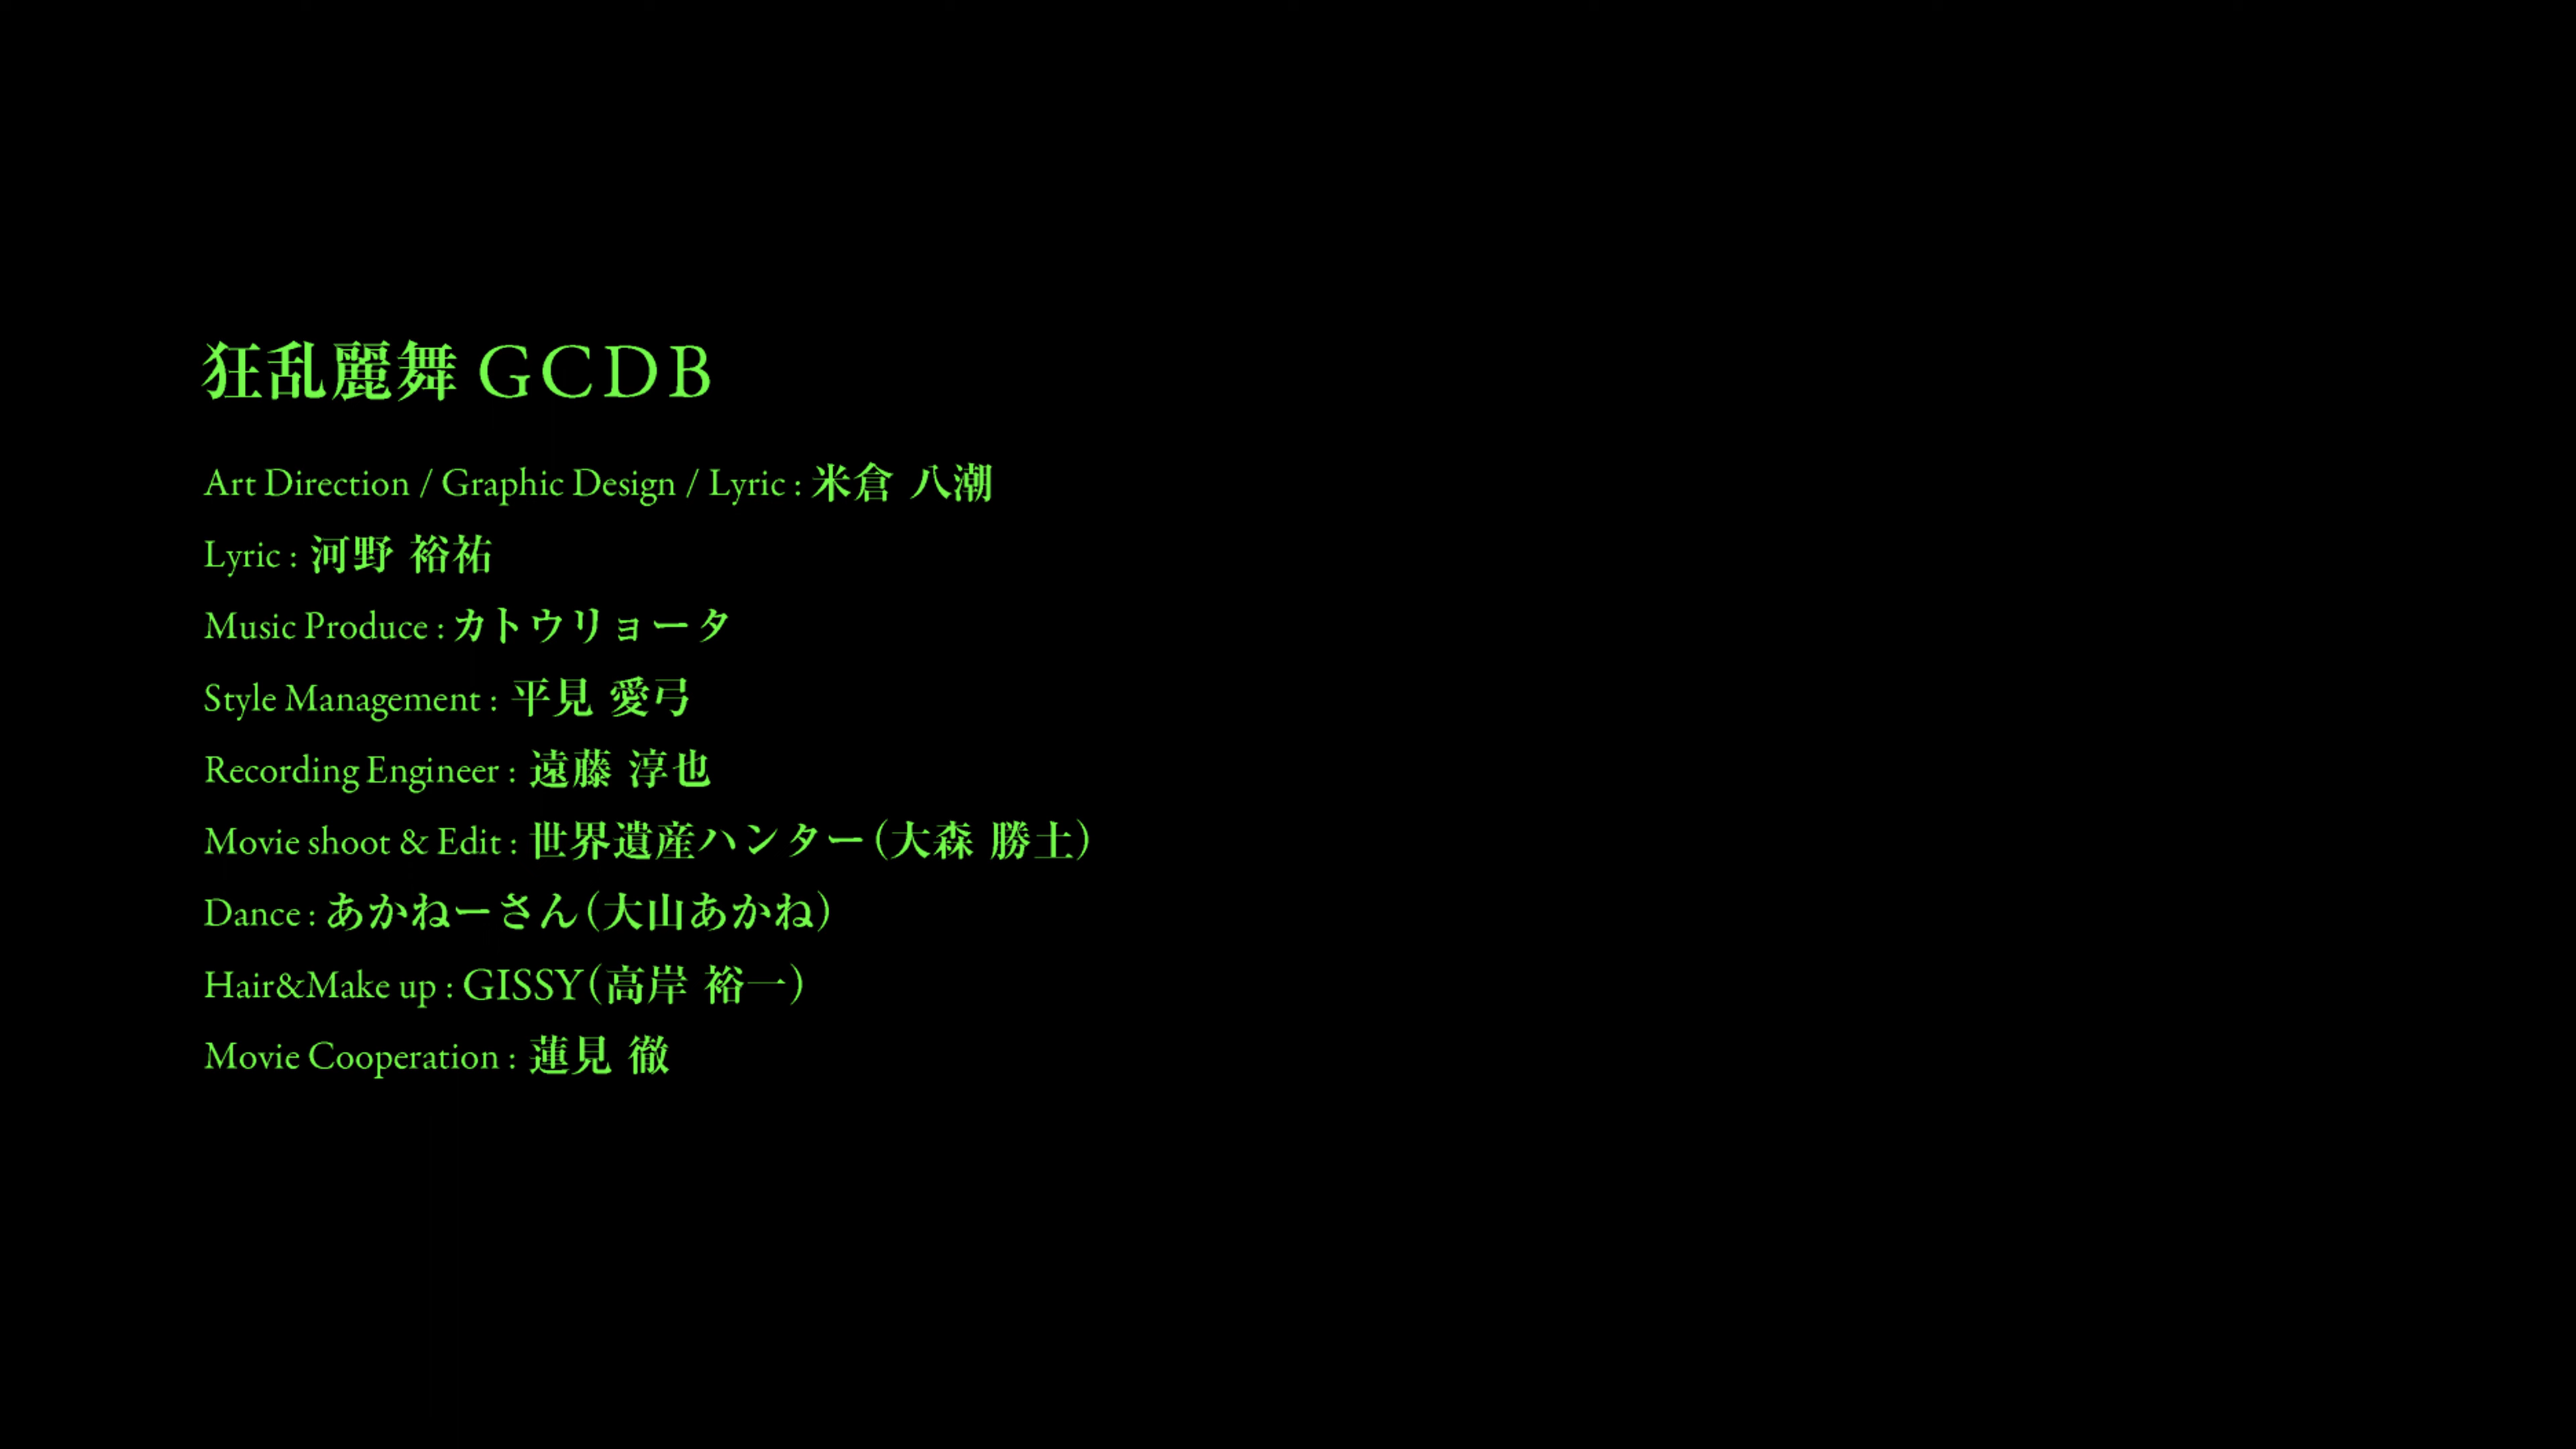 狂乱麗舞 GCDB
Art Direction / Graphic Design / Lyric : 米倉 八潮
Lyric : 河野 裕祐
Music Produce : カトウリョータ
Style Management : 平見 愛弓
Recording Engineer : 遠藤 淳也
Movie shoot & Edit : 世界遺産ハンター(大森 勝士)
Dance : あかねーさん(大山あかね)
Hair&Make up : GISSY(高岸 裕一)
Movie Cooperation : 蓮見 徹